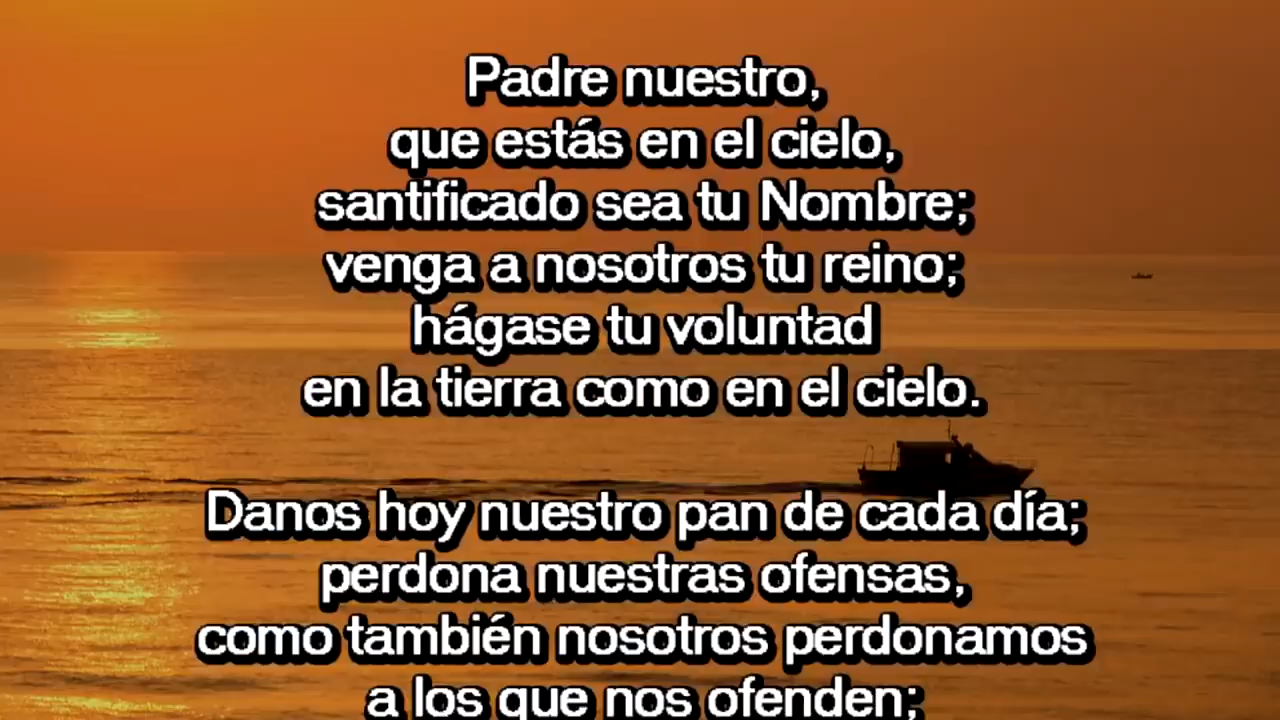 Padre nuestro,
que estás en el cielo,
santificado sea tu Nombre;
venga a nosotros tu reino;
hágase tu voluntad
en la tierra como en el cielo.
Danos hoy nuestro pan de cada día;
perdona nuestras ofensas,
como también nosotros perdonamos
a los que nos ofenden;